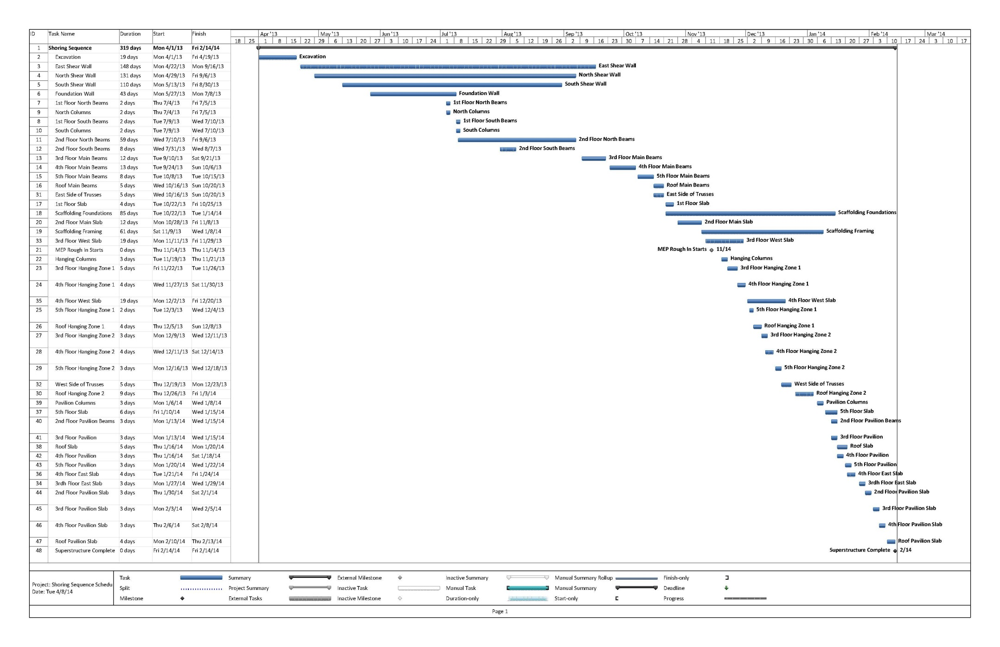 ID Task Name Duration Start Finish Apr '13 May '13 Jun '13 Jul '13 Aug '13 Sep '13 Oct '13 Nov '13 Dec '13 Jan '14 Feb '14 Mar '14
18 25 1 8 15 22 29 6 13 20 27 3 10 17 24 1 8 15 22 29 5 12 19 26 2 9 16 23 30 7 14 21 28 4 11 18 25 2 9 16 23 30 6 13 20 27 3 10 17 24 3 10 17
1 Shoring Sequence 319 days Mon 4/1/13 Fri 2/14/14
2 Excavation 19 days Mon 4/1/13 Fri 4/19/13 Excavation
3 East Shear Wall 148 days Mon 4/22/13 Mon 9/16/13 East Shear Wall
4 North Shear Wall 131 days Mon 4/29/13 Fri 9/6/13 North Shear Wall
5 South Shear Wall 110 days Mon 5/13/13 Fri 8/30/13 South Shear Wall
6 Foundation Wall 43 days Mon 5/27/13 Mon 7/8/13 Foundation Wall
7 1st Floor North Beams 2 days Thu 7/4/13 Fri 7/5/13 1st Floor North Beams
9 North Columns 2 days Thu 7/4/13 Fri 7/5/13 North Columns
8 1st Floor South Beams 2 days Tue 7/9/13 Wed 7/10/13 1st Floor South Beams
10 South Columns 2 days Tue 7/9/13 Wed 7/10/13 South Columns
11 2nd Floor North Beams 59 days Wed 7/10/13 Fri 9/6/13 2nd Floor North Beams
12 2nd Floor South Beams 8 days Wed 7/31/13 Wed 8/7/13 2nd Floor South Beams
13 3rd Floor Main Beams 12 days Tue 9/10/13 Sat 9/21/13 3rd Floor Main Beams
14 4th Floor Main Beams 13 days Tue 9/24/13 Sun 10/6/13 4th Floor Main Beams
15 5th Floor Main Beams 8 days Tue 10/8/13 Tue 10/15/13 5th Floor Main Beams
16 Roof Main Beams 5 days Wed 10/16/13 Sun 10/20/13 Roof Main Beams
31 East Side of Trusses 5 days Wed 10/16/13 Sun 10/20/13 East Side of Trusses
17 1st Floor Slab 4 days Tue 10/22/13 Fri 10/25/13 1st Floor Slab
18 Scaffolding Foundations 85 days Tue 10/22/13 Tue 1/14/14 Scaffolding Foundations
20 2nd Floor Main Slab 12 days Mon 10/28/13 Fri 11/8/13 2nd Floor Main Slab
19 Scaffolding Framing 61 days Sat 11/9/13 Wed 1/8/14 Scaffolding Framing
33 3rd Floor West Slab 19 days Mon 11/11/13 Fri 11/29/13 3rd Floor West Slab
21 MEP Rough In Starts 0 days Thu 11/14/13 Thu 11/14/13 MEP Rough In Starts 11/14
22 Hanging Columns 3 days Tue 11/19/13 Thu 11/21/13 Hanging Columns
23 3rd Floor Hanging Zone 1 5 days Fri 11/22/13 Tue 11/26/13 3rd Floor Hanging Zone 1
24 4th Floor Hanging Zone 1 4 days Wed 11/27/13 Sat 11/30/13 4th Floor Hanging Zone 1
35 4th Floor West Slab 19 days Mon 12/2/13 Fri 12/20/13 4th Floor West Slab
25 5th Floor Hanging Zone 1 2 days Tue 12/3/13 Wed 12/4/13 5th Floor Hanging Zone 1
26 Roof Hanging Zone 1 4 days Thu 12/5/13 Sun 12/8/13 Roof Hanging Zone 1
27 3rd Floor Hanging Zone 2 3 days Mon 12/9/13 Wed 12/11/13 3rd Floor Hanging Zone 2
28 4th Floor Hanging Zone 2 4 days Wed 12/11/13 Sat 12/14/13 4th Floor Hanging Zone 2
29 5th Floor Hanging Zone 2 3 days Mon 12/16/13 Wed 12/18/13 5th Floor Hanging Zone 2
32 West Side of Trusses 5 days Thu 12/19/13 Mon 12/23/13 West Side of Trusses
30 Roof Hanging Zone 2 9 days Thu 12/26/13 Fri 1/3/14 Roof Hanging Zone 2
39 Pavilion Columns 3 days Mon 1/6/14 Wed 1/8/14 Pavilion Columns
37 5th Floor Slab 6 days Fri 1/10/14 Wed 1/15/14 5th Floor Slab
40 2nd Floor Pavilion Beams 3 days Mon 1/13/14 Wed 1/15/14 2nd Floor Pavilion Beams
41 3rd Floor Pavilion 3 days Mon 1/13/14 Wed 1/15/14 3rd Floor Pavilion
38 Roof Slab 5 days Thu 1/16/14 Mon 1/20/14 Roof Slab
42 4th Floor Pavilion 3 days Thu 1/16/14 Sat 1/18/14 4th Floor Pavilion
43 5th Floor Pavilion 3 days Mon 1/20/14 Wed 1/22/14 5th Floor Pavilion
36 4th Floor East Slab 4 days Tue 1/21/14 Fri 1/24/14 4th Floor East Slab
34 3rdh Floor East Slab 3 days Mon 1/27/14 Wed 1/29/14 3rdh Floor East Slab
44 2nd Floor Pavilion Slab 3 days Thu 1/30/14 Sat 2/1/14 2nd Floor Pavilion Slab
45 3rd Floor Pavilion Slab 3 days Mon 2/3/14 Wed 2/5/14 3rd Floor Pavilion Slab
46 4th Floor Pavilion Slab 3 days Thu 2/6/14 Sat 2/8/14 4th Floor Pavilion Slab
47 Roof Pavilion Slab 4 days Mon 2/10/14 Thu 2/13/14 Roof Pavilion Slab
48 Superstructure Complete 0 days Fri 2/14/14 Fri 2/14/14 Superstructure Complete 2/14
Project: Shoring Sequence Schedu
Date: Tue 4/8/14
Task Summary External Milestone Inactive Summary Manual Summary Rollup Finish-only
Split Project Summary Inactive Task Manual Task Manual Summary Deadline
Milestone External Tasks Inactive Milestone Duration-only Start-only Progress
Page 1